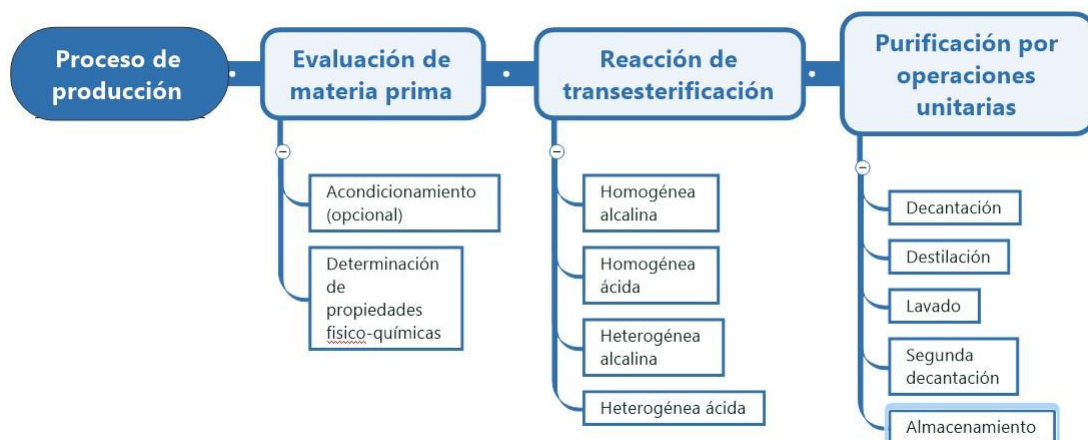 Proceso de
producción
Evaluación de
materia prima
Acondicionamiento
(opcional)
Determinación
de
propiedades
fisico-químicas
Reacción de
transesterificación
Homogénea
alcalina
Homogénea
ácida
Heterogénea
alcalina
Heterogénea ácida
Purificación por
operaciones
unitarias
Decantación
Destilación
Lavado
Segunda
decantación
Almacenamiento